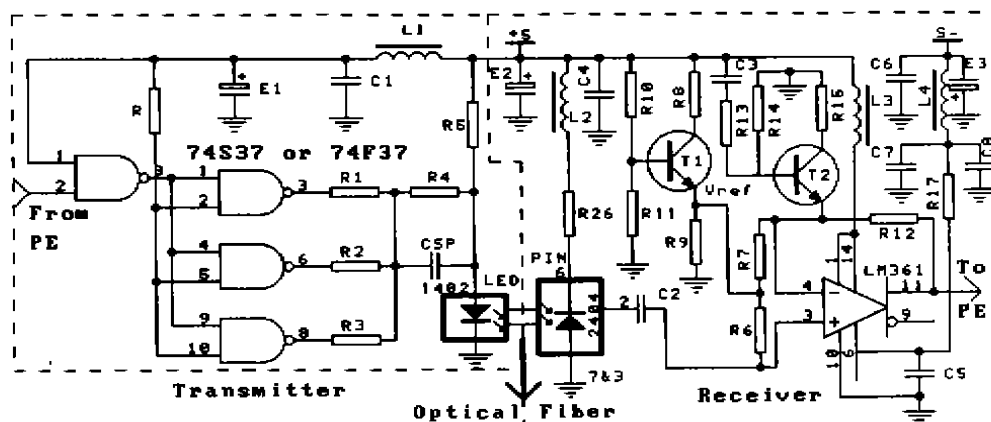 L1
+5
5-
R
E1
C1
R5
E2
L2
C4
R10
R8
C3
R13
R14
R15
L3
C6
L4
E3
74S37 or 74F37
1
2
3
From
PE
1
2
3
R1
R4
4
5
6
R2
CSP
9
10
8
R3
1402
LED
PIN
6
R26
R11
T1
Vref
R9
T2
C7
R17
C8
R7
R12
1
14
LM361
11
To
PE
4
-
+
3
9
2404
2
C2
R6
10
6
C5
7&3
Transmitter
Optical Fiber
Receiver